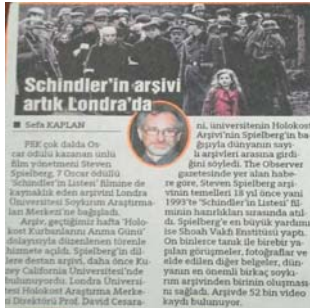 Schindler'in arşivi
artık Londra'da
Sefa KAPLAN
PEK çok dalda Os-
car ödülü kazanan ünlü
film yönetmeni Steven
Spielberg, 7 Oscar ödüllü
'Schindler'in Listesi' filmine de
kaynaklık eden arşivini Londra
Üniversitesi Soykırım Araştırma-
ları Merkezi'ne bağışladı.
Arşiv, geçtiğimiz hafta 'Holo-
kost Kurbanlarını Anma Günü'
dolayısıyla düzenlenen törenle
hizmete açıldı. Spielberg'in dil-
lere destan arşivi, daha önce Ku-
zey California Üniversitesi'nde
bulunuyordu. Londra Üniversi-
tesi Holokost Araştırma Merke-
zi Direktörü Prof. David Cesara-
ni, üniversitenin Holokost
Arşivi'nin Spielberg'in ba-
ğışıyla dünyanın sayı-
lı arşivleri arasına girdi-
ğini söyledi. The Observer
gazetesinde yer alan habe-
re göre, Steven Spielberg arşi-
vinin temelleri 18 yıl önce yani
1993'te 'Schindler'in Listesi' fil-
minin hazırlıkları sırasında atıl-
dı. Spielberg'e en büyük yardımı
ise Shoah Vakfı Enstitüsü yaptı.
On binlerce tanık ile birebir ya-
pılan görüşmeler, fotoğraflar ve
elde edilen diğer belgeler, dün-
yanın en önemli birkaç soykı-
rım arşivinden birinin oluşması-
nı sağladı. Arşivde 52 bin video
kaydı bulunuyor.